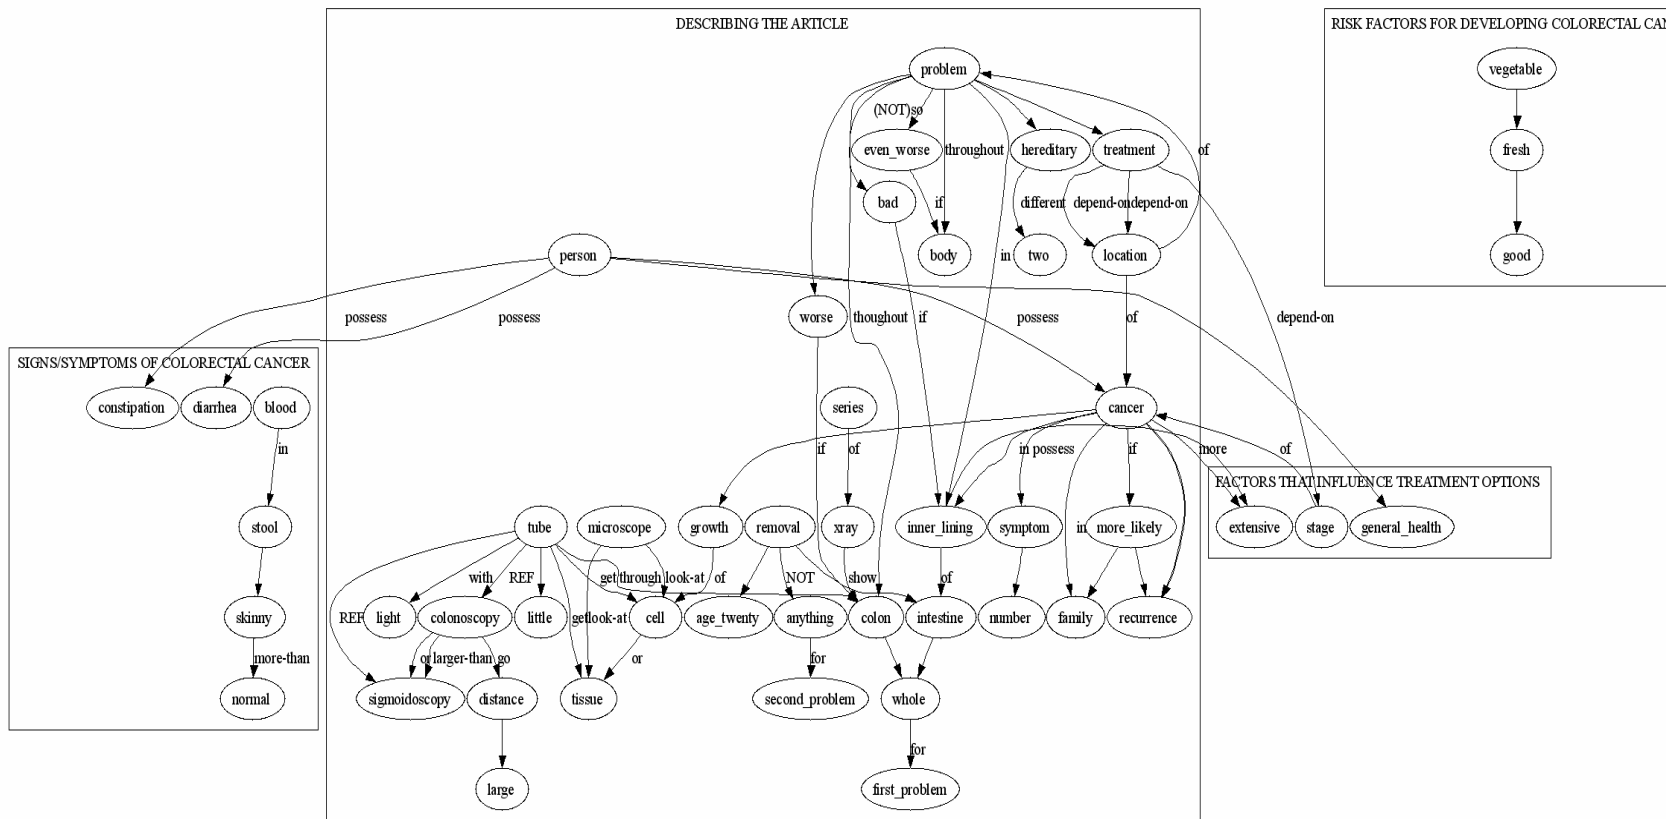 DESCRIBING THE ARTICLE
RISK FACTORS FOR DEVELOPING COLORECTAL CAN
problem
vegetable
(NOT)so
even_worse
throughout
hereditary
treatment
of
fresh
bad
if
different
depend-on
depend-on
person
body
in
two
location
good
possess
possess
worse
thoughout
if
possess
of
depend-on
SIGNS/SYMPTOMS OF COLORECTAL CANCER
constipation
diarrhea
blood
series
cancer
in
if
of
in
possess
if
more
of
FACTORS THAT INFLUENCE TREATMENT OPTIONS
stool
tube
microscope
growth
removal
xray
inner_lining
symptom
in
more_likely
extensive
stage
general_health
with
REF
get
through
look-at
of
NOT
show
of
skinny
REF
light
colonoscopy
little
get
look-at
cell
age_twenty
anything
colon
intestine
number
family
recurrence
more-than
or
larger-than
go
or
for
normal
sigmoidoscopy
distance
tissue
second_problem
whole
for
large
first_problem